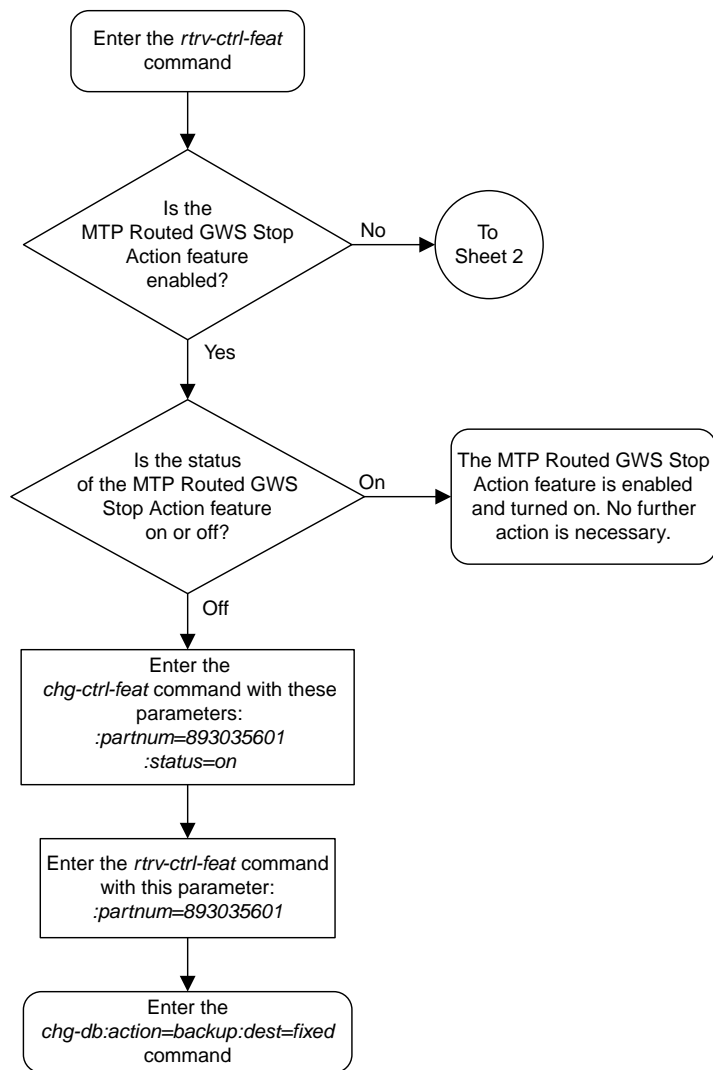 Enter the rtrv-ctrl-feat
command
Is the
MTP Routed GWS Stop
Action feature
enabled?
No
To
Sheet 2
Yes
Is the status
of the MTP Routed GWS
Stop Action feature
on or off?
On
The MTP Routed GWS Stop
Action feature is enabled
and turned on. No further
action is necessary.
Off
Enter the
chg-ctrl-feat command with these
parameters:
:partnum=893035601
:status=on
Enter the rtrv-ctrl-feat command
with this parameter:
:partnum=893035601
Enter the
chg-db:action=backup:dest=fixed
command